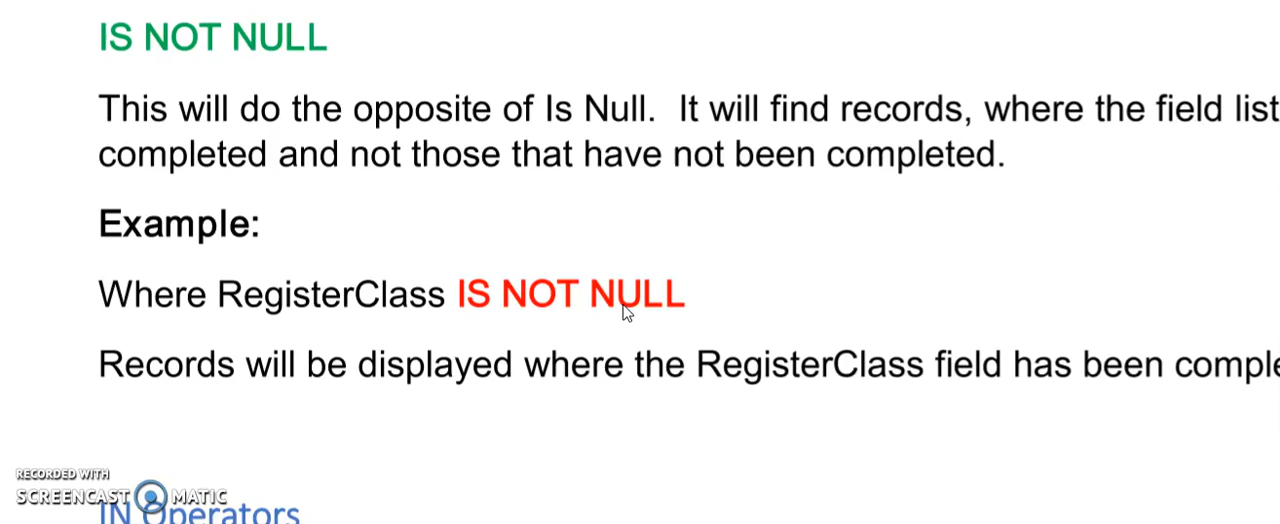 IS NOT NULL
This will do the opposite of Is Null.  It will find records, where the field list
completed and not those that have not been completed.
Example:
Where RegisterClass IS NOT NULL
Records will be displayed where the RegisterClass field has been comple
RECORDED WITH
SCREENCAST MATIC
IN Operators